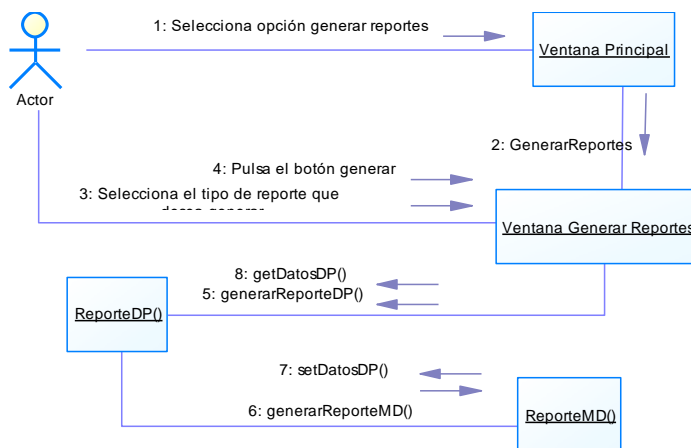 1: Selecciona opción generar reportes
Ventana Principal
Actor
2: GenerarReportes
4: Pulsa el botón generar
3: Selecciona el tipo de reporte que
Ventana Generar Reportes
8: getDatosDP()
5: generarReporteDP()
ReporteDP()
7: setDatosDP()
6: generarReporteMD()
ReporteMD()